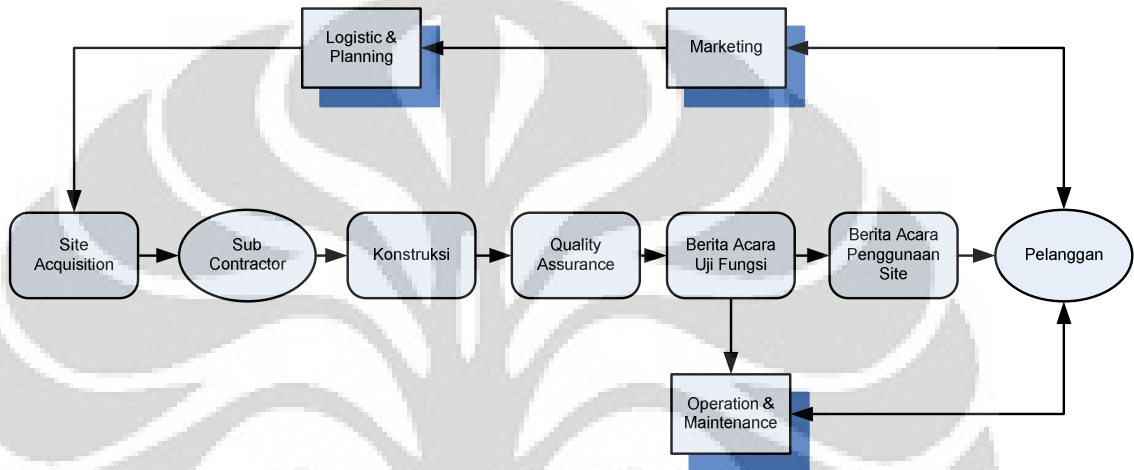 Logistic &
Planning
Marketing
Site
Acquisition
Sub
Contractor
Konstruksi
Quality
Assurance
Berita Acara
Uji Fungsi
Berita Acara
Penggunaan
Site
Pelanggan
Operation &
Maintenance